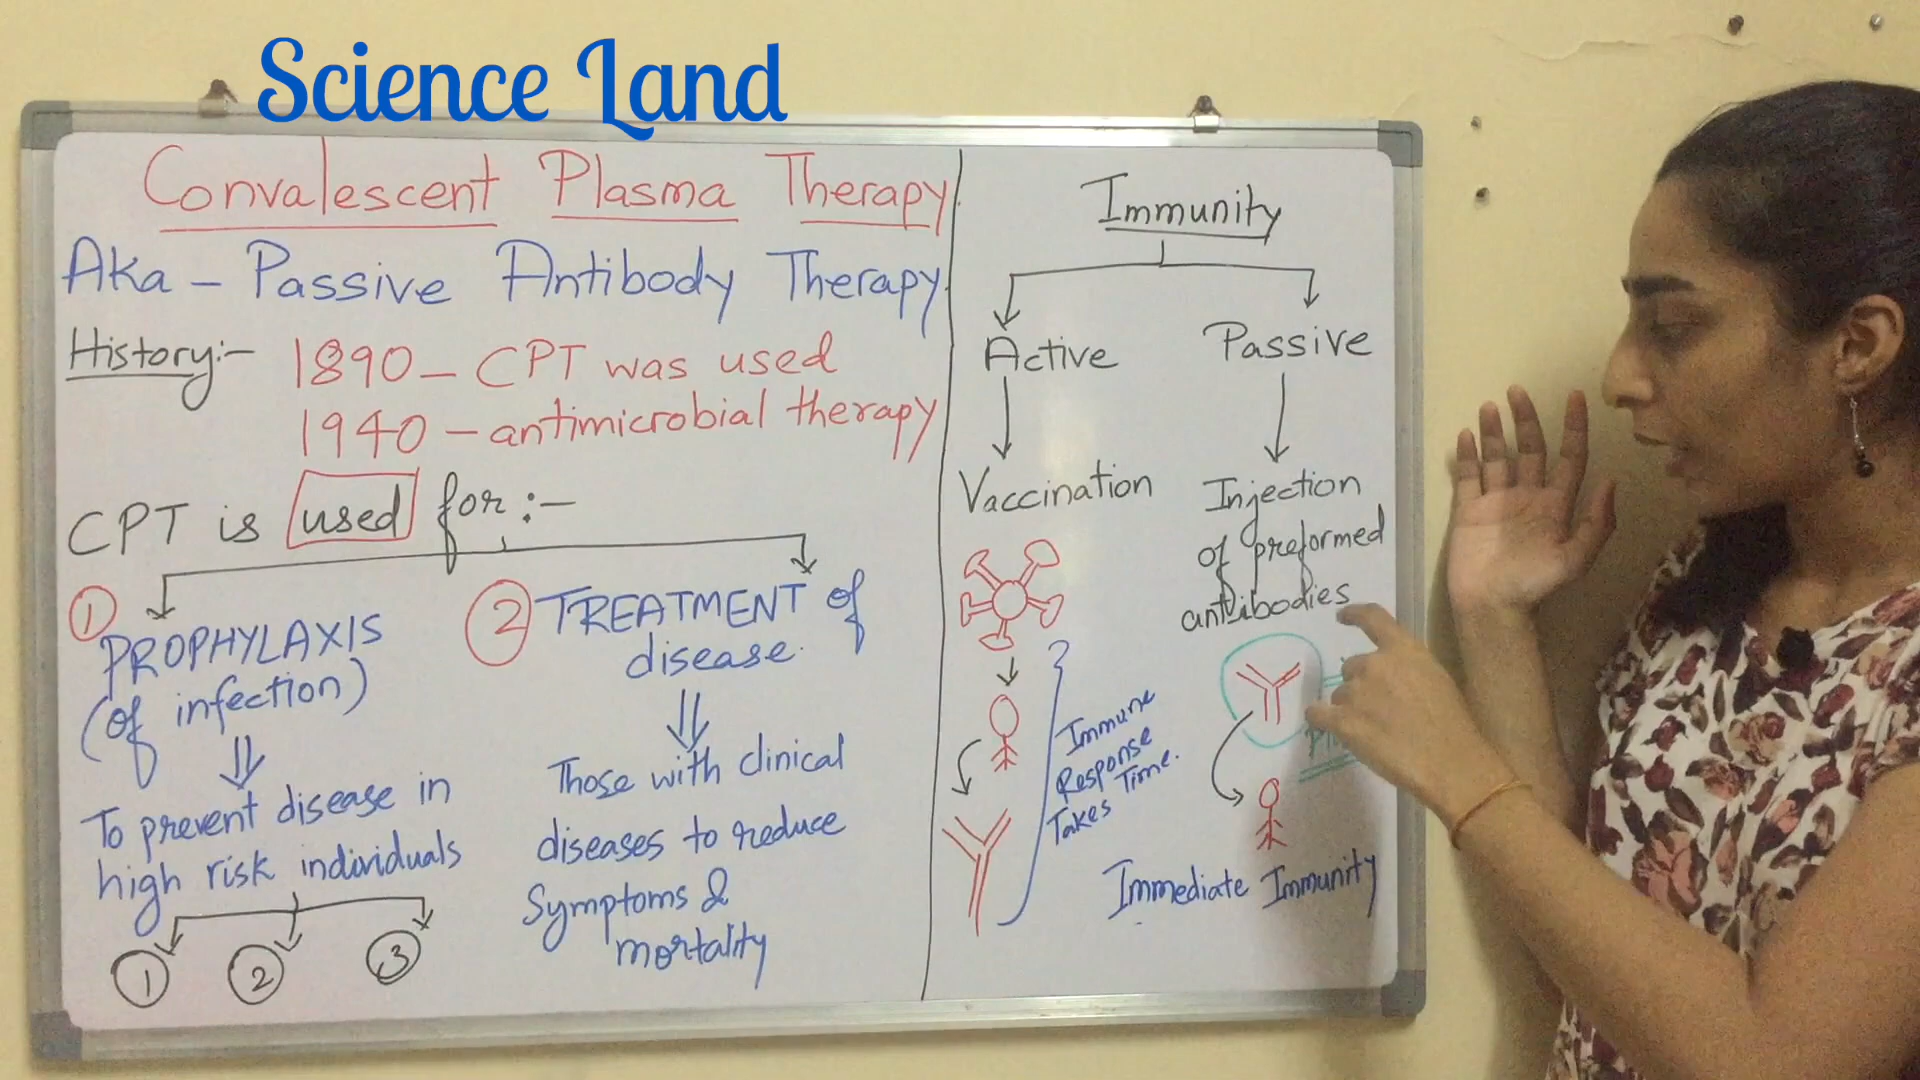 Science Land
Convalescent Plasma Therapy
Aka - Passive Antibody Therapy
History:- 1890 - CPT was used
1940 - antimicrobial therapy
CPT is used for :-
1
PROPHYLAXIS
(of infection)
To prevent disease in
high risk individuals
1 2 3
2 TREATMENT of
disease.
Those with clinical
diseases to reduce
Symptoms &
mortality
Immunity
Active
Vaccination
Immune
Response
Takes Time.
Passive
Injection
of preformed
antibodies
Immediate Immunity